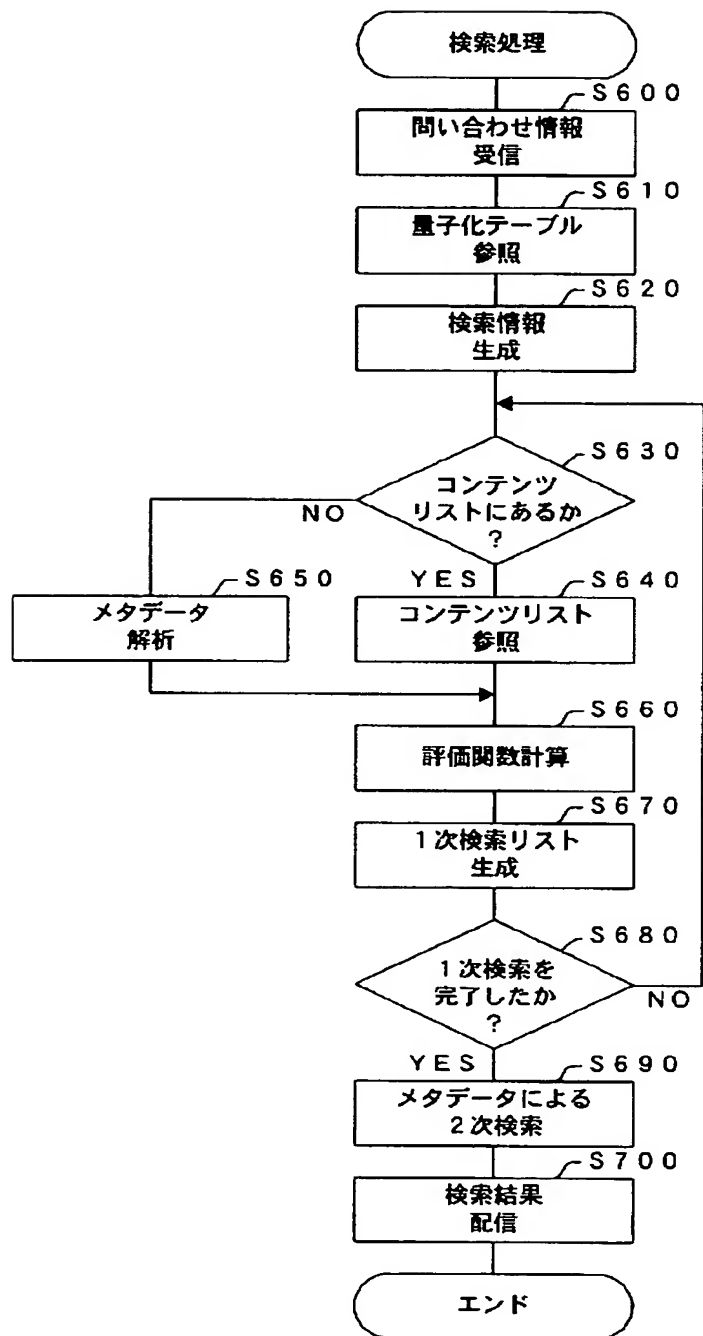 検索処理
S600
問い合わせ情報
受信
S610
量子化テーブル
参照
S620
検索情報
生成
S630
コンテンツ
リストにあるか
?
NO
YES
S650
メタデータ
解析
S640
コンテンツリスト
参照
S660
評価関数計算
S670
1次検索リスト
生成
S680
1次検索を
完了したか
?
NO
YES
S690
メタデータによる
2次検索
S700
検索結果
配信
エンド